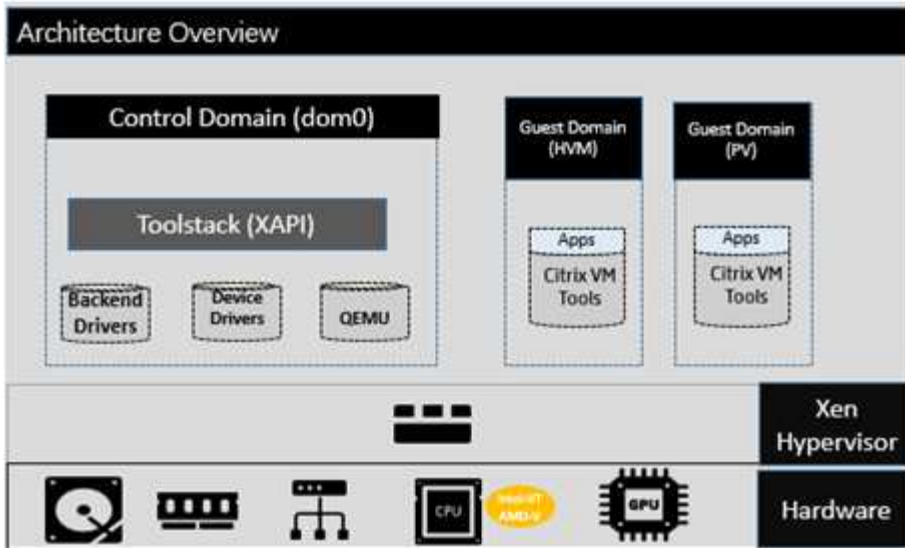 Architecture Overview
Control Domain (dom0)
Toolstack (XAPI)
Backend
Drivers
Device
Drivers
QEMU
Guest Domain
(HVM)
Apps
Citrix VM
Tools
Guest Domain
(PV)
Apps
Citrix VM
Tools
Xen
Hypervisor
CPU
Intel-VT
AMD-V
GPU
Hardware